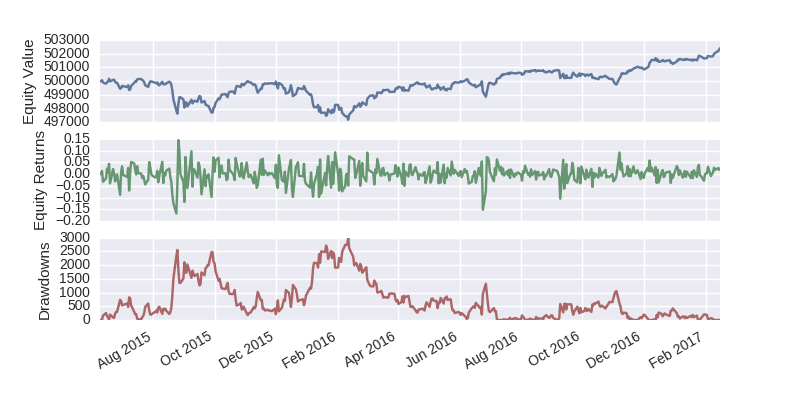 503000
502000
501000
500000
499000
498000
497000
Equity Value
0.15
0.10
0.05
0.00
−0.05
−0.10
−0.15
−0.20
Equity Returns
3000
2500
2000
1500
1000
500
0
Drawdowns
Aug 2015
Oct 2015
Dec 2015
Feb 2016
Apr 2016
Jun 2016
Aug 2016
Oct 2016
Dec 2016
Feb 2017